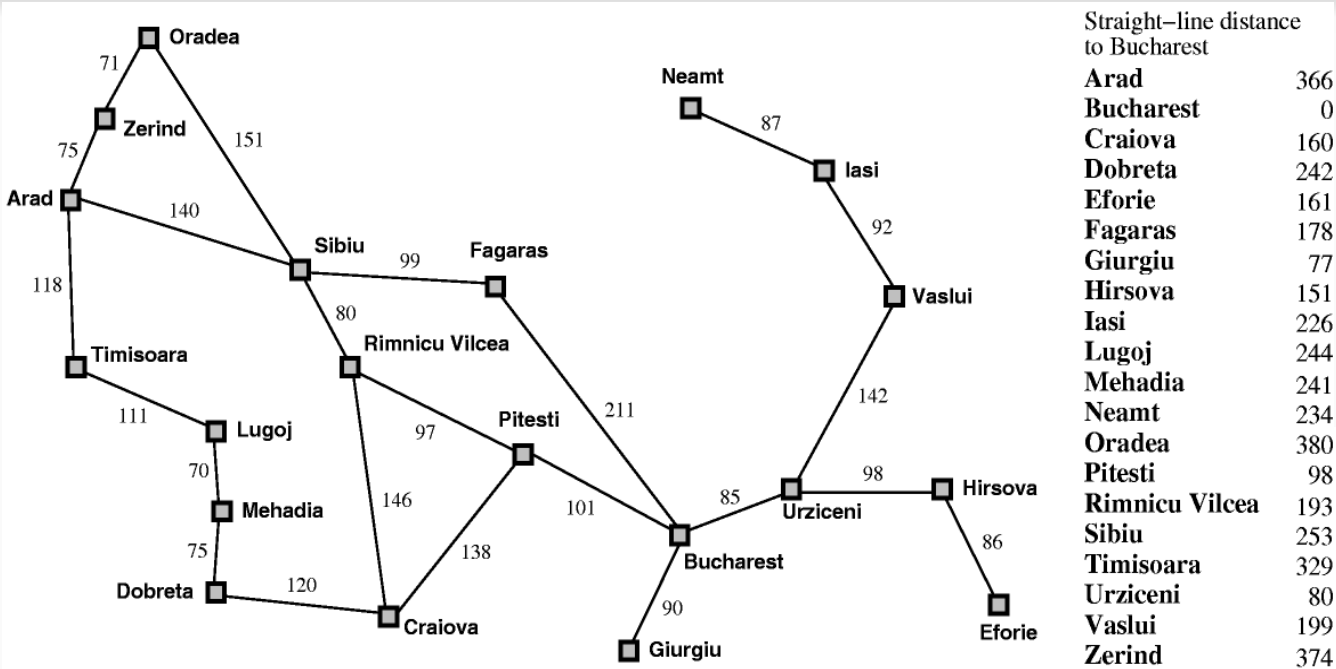 Straight–line distance
to Bucharest
Arad 366
Bucharest 0
Craiova 160
Dobreta 242
Eforie 161
Fagaras 178
Giurgiu 77
Hirsova 151
Iasi 226
Lugoj 244
Mehadia 241
Neamt 234
Oradea 380
Pitesti 98
Rimnicu Vilcea 193
Sibiu 253
Timisoara 329
Urziceni 80
Vaslui 199
Zerind 374
Oradea
71
Neamt
Zerind
87
151
75
Iasi
Arad
140
92
Sibiu
Fagaras
99
118
Vaslui
80
Timisoara
Rimnicu Vilcea
142
111
211
Pitesti
Lugoj
97
70
98
Hirsova
146
85
Urziceni
Mehadia
101
86
75
138
Bucharest
Dobreta
120
90
Craiova
Eforie
Giurgiu